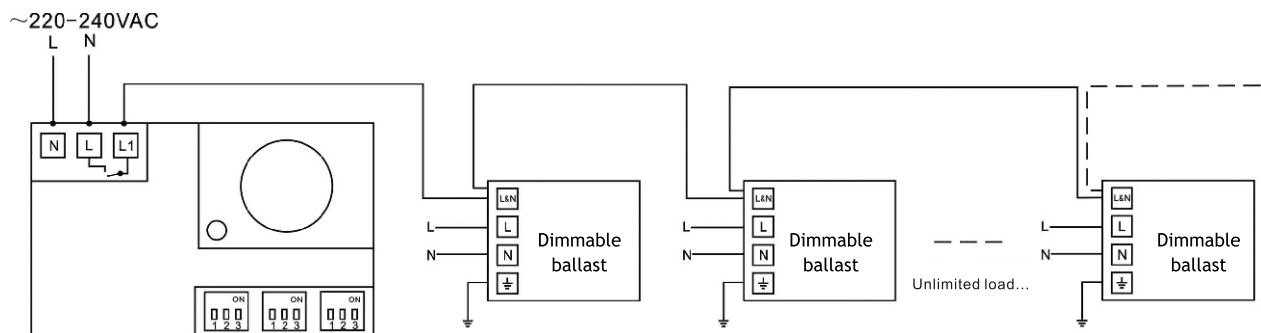 ~220-240VAC
L N
N L L1
L&N
L L
N N
Dimmable
ballast
L&N
L L
N N
Dimmable
ballast
Unlimited load...
L&N
L L
N N
Dimmable
ballast
ON ON ON
1 2 3 1 2 3 1 2 3